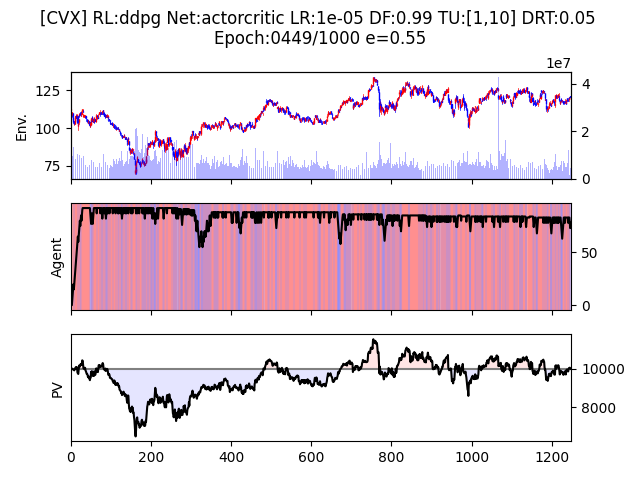 [CVX] RL:ddpg Net:actorcritic LR:1e-05 DF:0.99 TU:[1,10] DRT:0.05
Epoch:0449/1000 e=0.55
1e7
Env.
125
100
75
4
2
0
Agent
50
0
PV
10000
8000
0 200 400 600 800 1000 1200